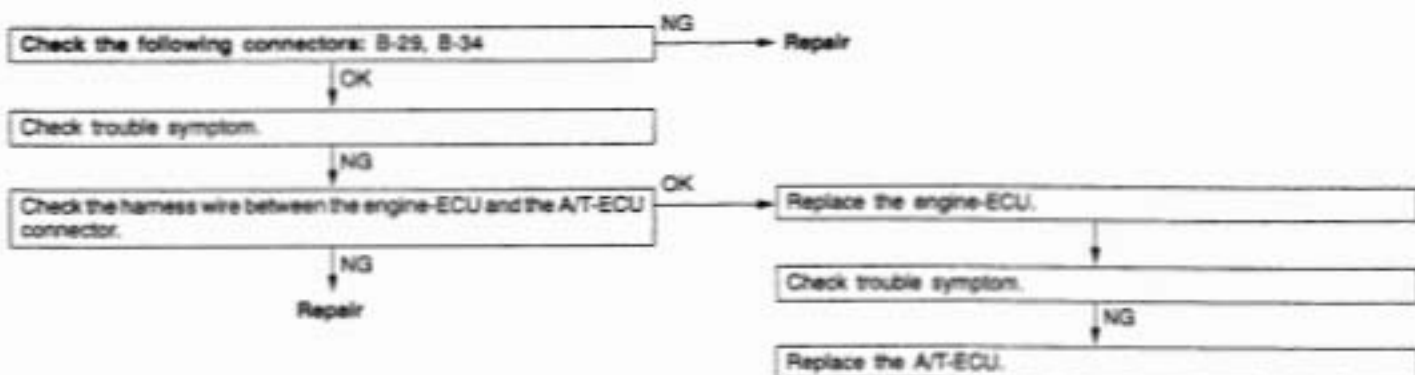 Check the following connectors: B-29, B-34
NG
Repair
OK
Check trouble symptom.
NG
Check the harness wire between the engine-ECU and the A/T-ECU
connector.
OK
Replace the engine-ECU.
NG
Repair
Check trouble symptom.
NG
Replace the A/T-ECU.